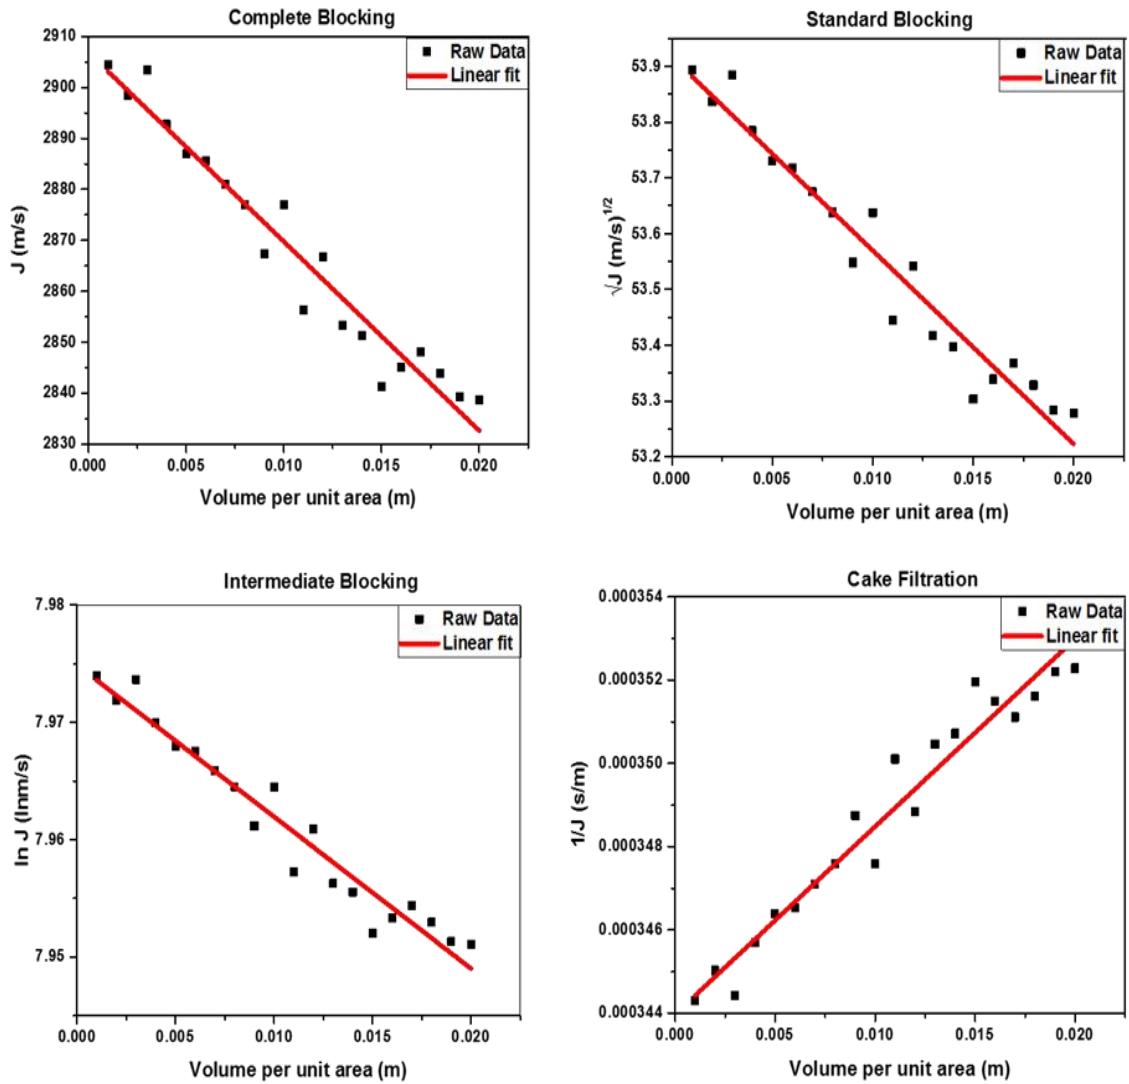 Complete Blocking
2910
2900
2890
2880
2870
2860
2850
2840
2830
J (m/s)
Raw Data
Linear fit
0.000 0.005 0.010 0.015 0.020
Volume per unit area (m)
Standard Blocking
53.9
53.8
53.7
53.6
53.5
53.4
53.3
53.2
√J (m/s)^1/2
Raw Data
Linear fit
0.000 0.005 0.010 0.015 0.020
Volume per unit area (m)
Intermediate Blocking
7.98
7.97
7.96
7.95
ln J (lnm/s)
Raw Data
Linear fit
0.000 0.005 0.010 0.015 0.020
Volume per unit area (m)
Cake Filtration
0.000354
0.000352
0.000350
0.000348
0.000346
0.000344
1/J (s/m)
Raw Data
Linear fit
0.000 0.005 0.010 0.015 0.020
Volume per unit area (m)